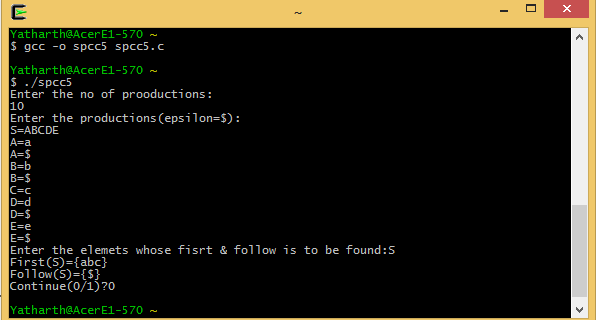 ~
Yatharth@AcerE1-570 ~
$ gcc -o spcc5 spcc5.c
Yatharth@AcerE1-570 ~
$ ./spcc5
Enter the no of prooductions:
10
Enter the productions(epsilon=$):
S=ABCDE
A=a
A=$
B=b
B=$
C=c
D=d
D=$
E=e
E=$
Enter the elemets whose fisrt & follow is to be found:S
First(S)={abc}
Follow(S)={$}
Continue(0/1)?0
Yatharth@AcerE1-570 ~